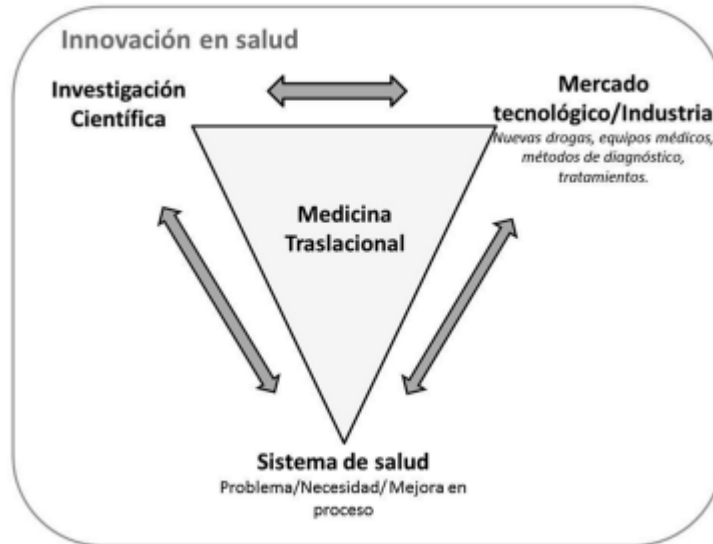 Innovación en salud
Investigación
Científica
Mercado
tecnológico/Industria
Nuevas drogas, equipos médicos,
métodos de diagnóstico,
tratamientos.
Medicina
Traslacional
Sistema de salud
Problema/Necesidad/ Mejora en
proceso